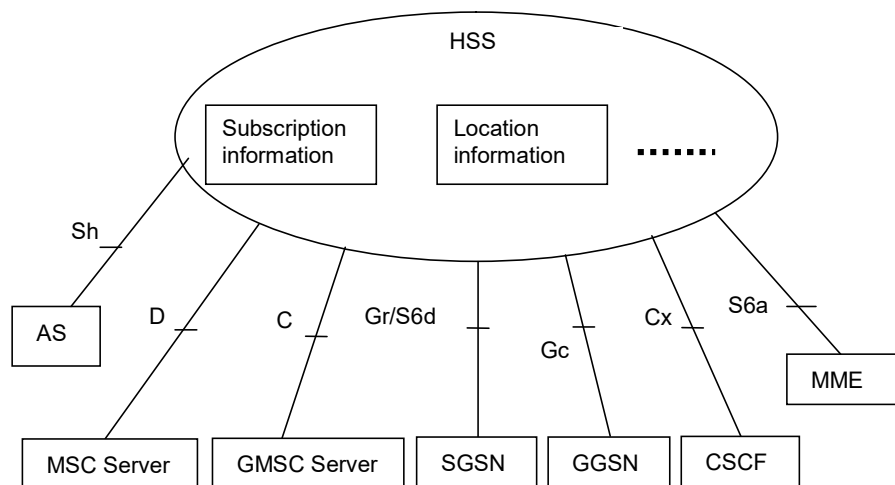 HSS
Subscription
information
Location
information
Sh
AS
D
C
Gr/S6d
Gc
Cx
S6a
MME
MSC Server
GMSC Server
SGSN
GGSN
CSCF